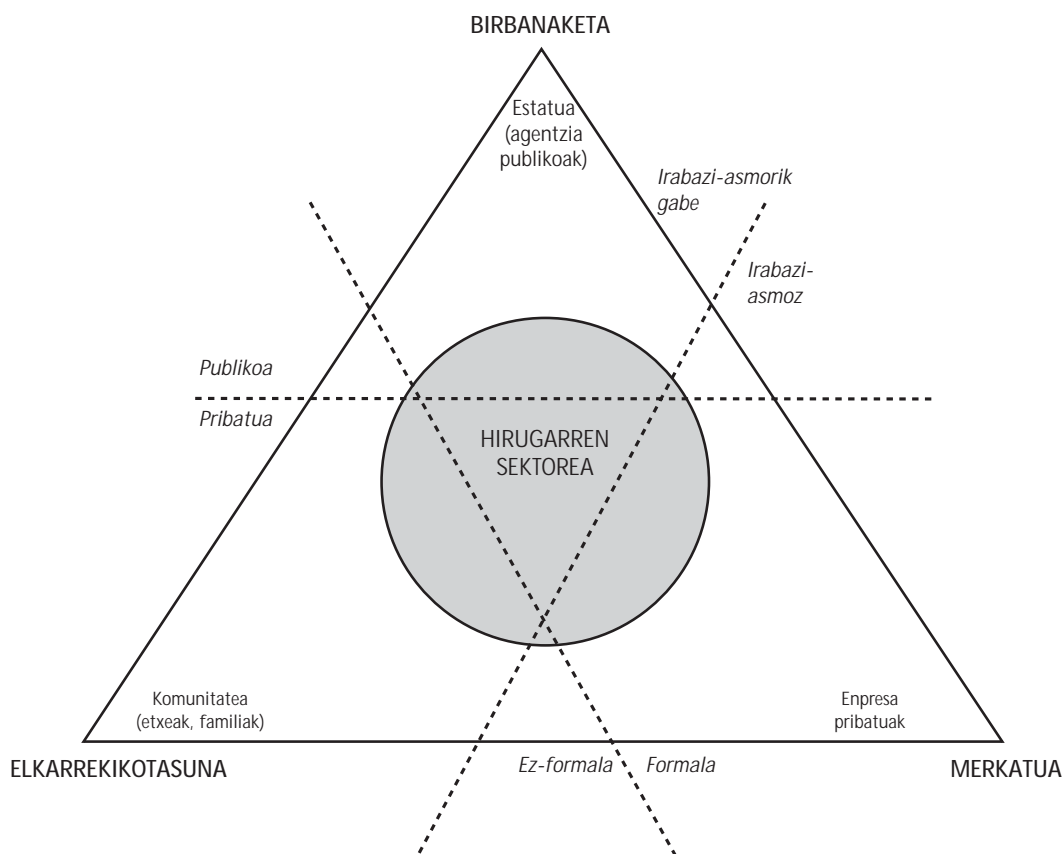 BIRBANAKETA
Estatua
(agentzia
publikoak)
Irabazi-asmorik
gabe
Irabazi-
asmoz
Publikoa
Pribatua
HIRUGARREN
SEKTOREA
Komunitatea
(etxeak, familiak)
Enpresa
pribatuak
ELKARREKIKOTASUNA
Ez-formala
Formala
MERKATUA